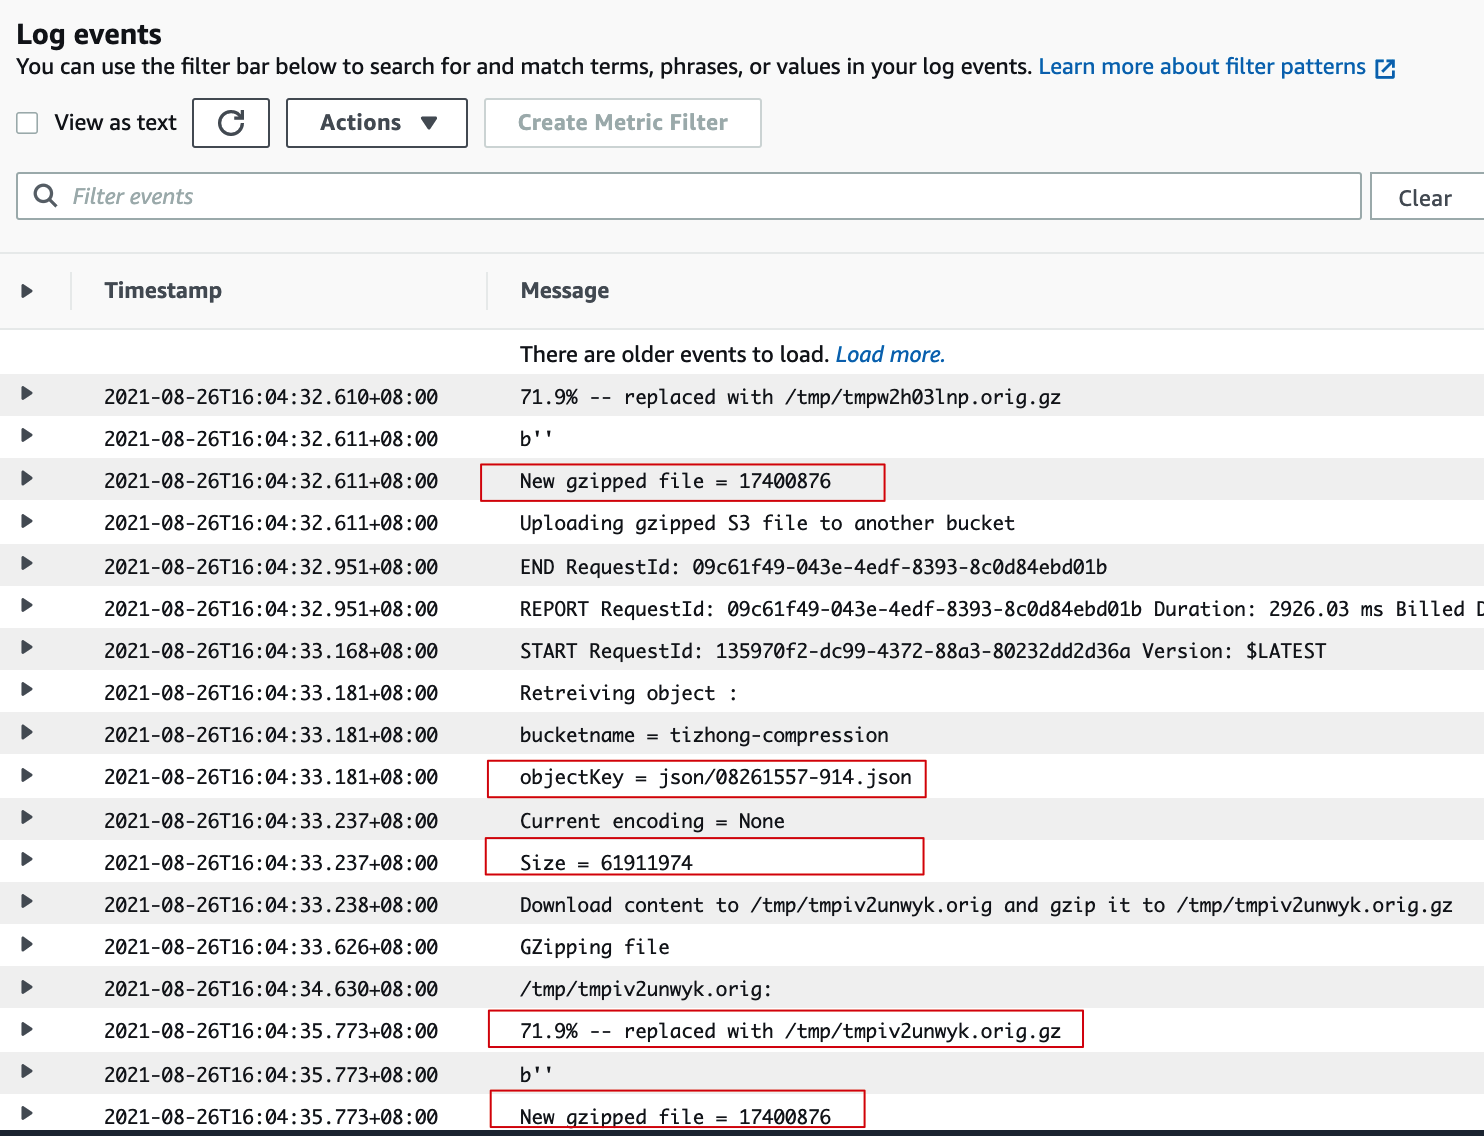 Log events
You can use the filter bar below to search for and match terms, phrases, or values in your log events. Learn more about filter patterns
View as text Actions Create Metric Filter
Filter events Clear
Timestamp Message
There are older events to load. Load more.
2021-08-26T16:04:32.610+08:00 71.9% -- replaced with /tmp/tmpw2h03lnp.orig.gz
2021-08-26T16:04:32.611+08:00 b''
2021-08-26T16:04:32.611+08:00 New gzipped file = 17400876
2021-08-26T16:04:32.611+08:00 Uploading gzipped S3 file to another bucket
2021-08-26T16:04:32.951+08:00 END RequestId: 09c61f49-043e-4edf-8393-8c0d84ebd01b
2021-08-26T16:04:32.951+08:00 REPORT RequestId: 09c61f49-043e-4edf-8393-8c0d84ebd01b Duration: 2926.03 ms Billed D
2021-08-26T16:04:33.168+08:00 START RequestId: 135970f2-dc99-4372-88a3-80232dd2d36a Version: $LATEST
2021-08-26T16:04:33.181+08:00 Retreiving object :
2021-08-26T16:04:33.181+08:00 bucketname = tizhong-compression
2021-08-26T16:04:33.181+08:00 objectKey = json/08261557-914.json
2021-08-26T16:04:33.237+08:00 Current encoding = None
2021-08-26T16:04:33.237+08:00 Size = 61911974
2021-08-26T16:04:33.238+08:00 Download content to /tmp/tmpiv2unwyk.orig and gzip it to /tmp/tmpiv2unwyk.orig.gz
2021-08-26T16:04:33.626+08:00 GZipping file
2021-08-26T16:04:34.630+08:00 /tmp/tmpiv2unwyk.orig:
2021-08-26T16:04:35.773+08:00 71.9% -- replaced with /tmp/tmpiv2unwyk.orig.gz
2021-08-26T16:04:35.773+08:00 b''
2021-08-26T16:04:35.773+08:00 New gzipped file = 17400876